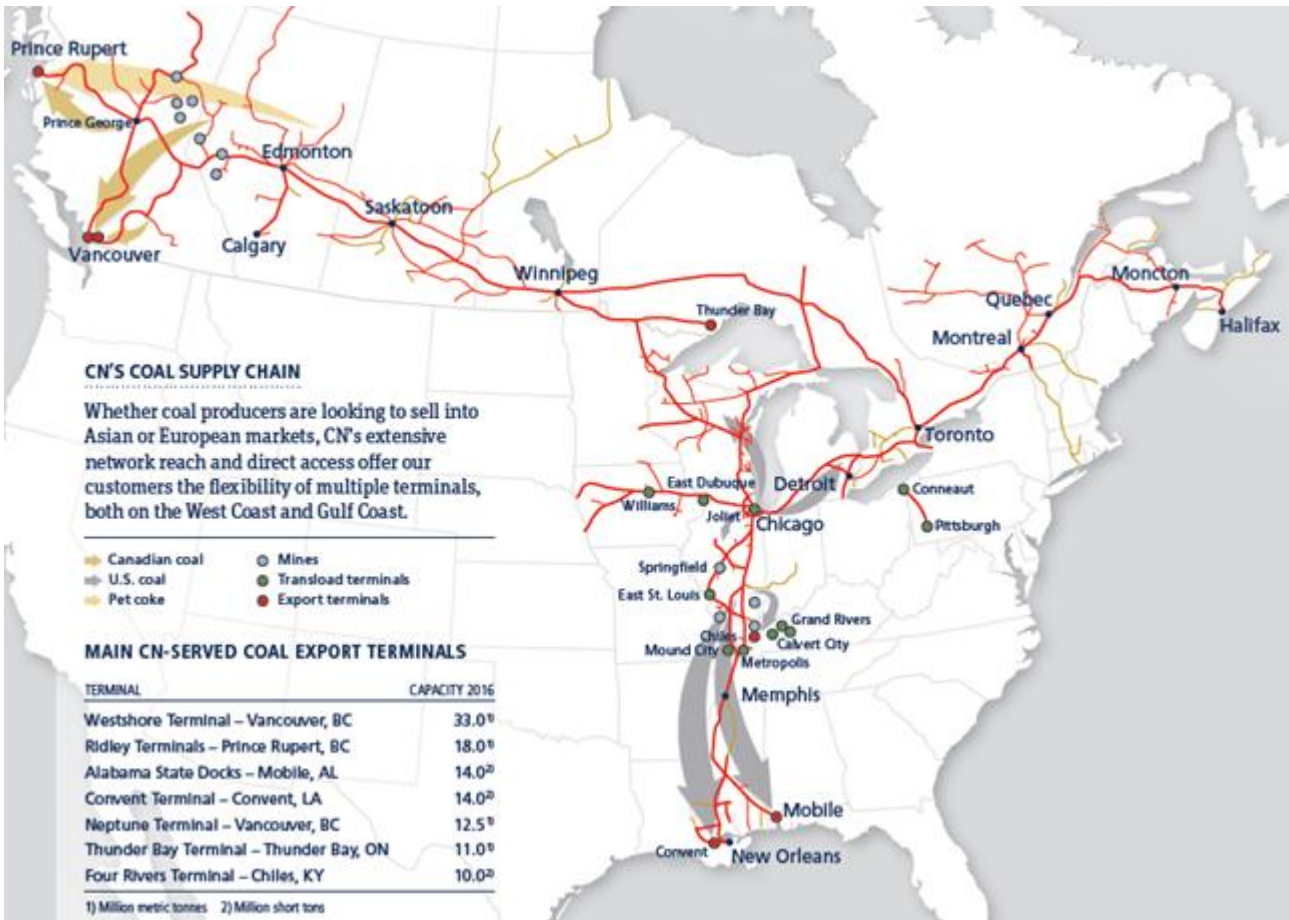 Prince Rupert
Prince George
Edmonton
Saskatoon
Vancouver
Calgary
Winnipeg
Thunder Bay
Moncton
Quebec
Montreal
Halifax
Toronto
East Dubuque
Detroit
Conneaut
Williams
Joliet
Chicago
Pittsburgh
Springfield
East St. Louis
Grand Rivers
Chiles
Calvert City
Mound City
Metropolis
Memphis
Mobile
Convent
New Orleans
CN'S COAL SUPPLY CHAIN
Whether coal producers are looking to sell into
Asian or European markets, CN's extensive
network reach and direct access offer our
customers the flexibility of multiple terminals,
both on the West Coast and Gulf Coast.
Canadian coal
U.S. coal
Pet coke
Mines
Transload terminals
Export terminals
MAIN CN-SERVED COAL EXPORT TERMINALS
TERMINAL CAPACITY 2016
Westshore Terminal – Vancouver, BC 33.0¹⁾
Ridley Terminals – Prince Rupert, BC 18.0¹⁾
Alabama State Docks – Mobile, AL 14.0²⁾
Convent Terminal – Convent, LA 14.0²⁾
Neptune Terminal – Vancouver, BC 12.5¹⁾
Thunder Bay Terminal – Thunder Bay, ON 11.0¹⁾
Four Rivers Terminal – Chiles, KY 10.0²⁾
1) Million metric tonnes 2) Million short tons